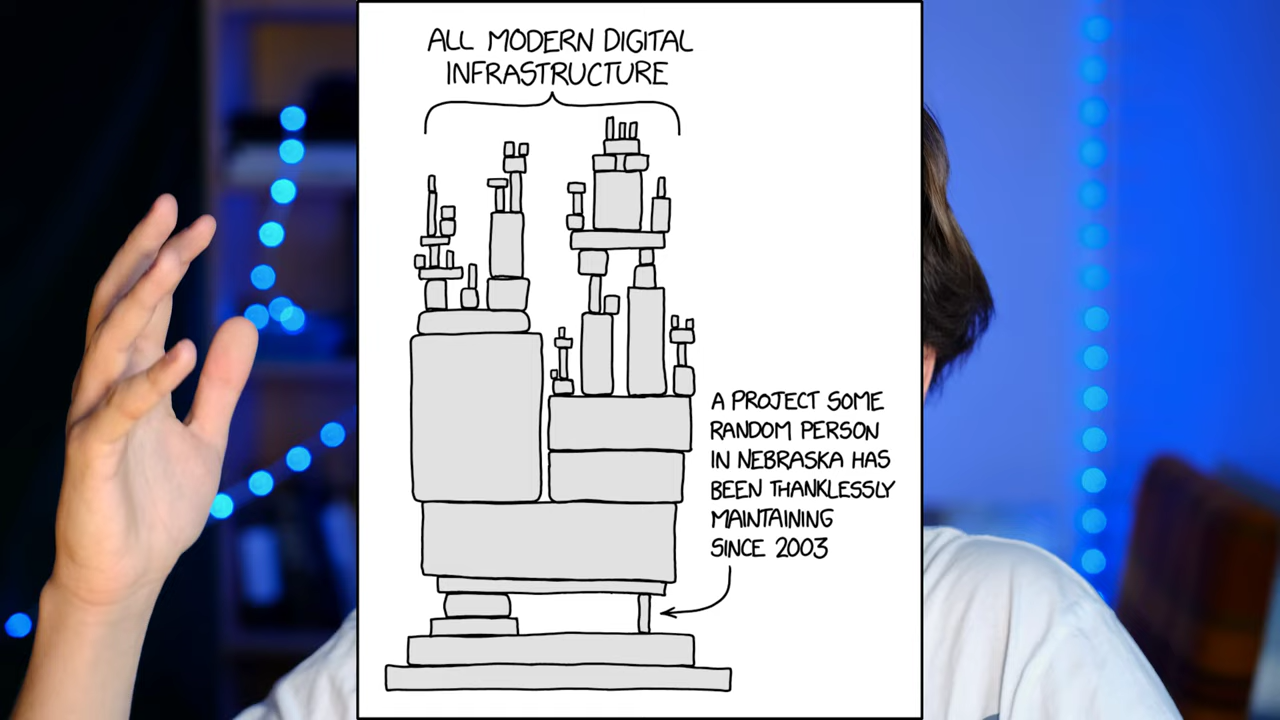 ALL MODERN DIGITAL
INFRASTRUCTURE
A PROJECT SOME
RANDOM PERSON
IN NEBRASKA HAS
BEEN THANKLESSLY
MAINTAINING
SINCE 2003